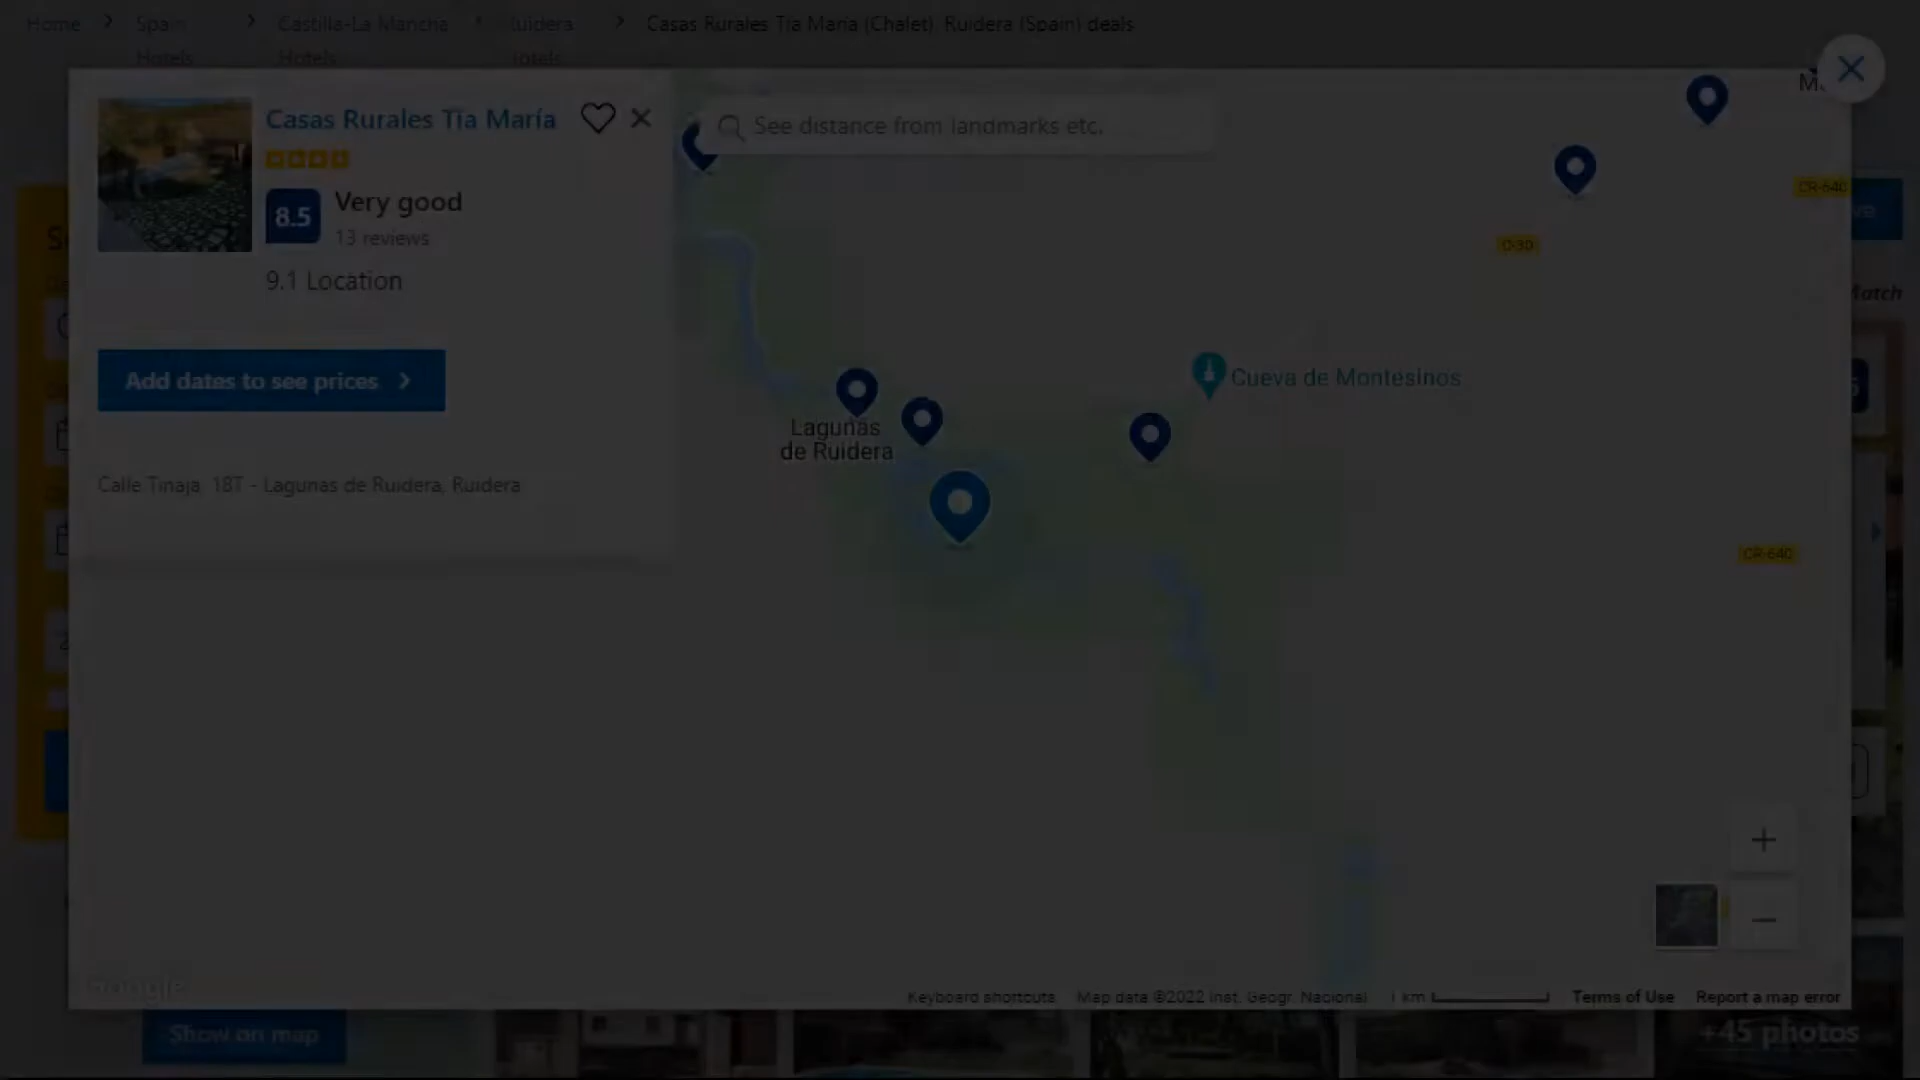 Home
Spain
Castilla-La Mancha
Casas Rurales Tía María (Chalet), Ruidera (Spain) deals
Hotels
Hotels
Casas Rurales Tía María
See distance from landmarks etc.
8.5
Very good
13 reviews
9.1 Location
Add dates to see prices
Calle Tinaja, 18T - Lagunas de Ruidera, Ruidera
CR-640
Cueva de Montesinos
Lagunas
de Ruidera
CR-640
Google
Keyboard shortcuts
Map data ©2022 Inst. Geogr. Nacional
1 km
Terms of Use
Report a map error
Show on map
+45 photos